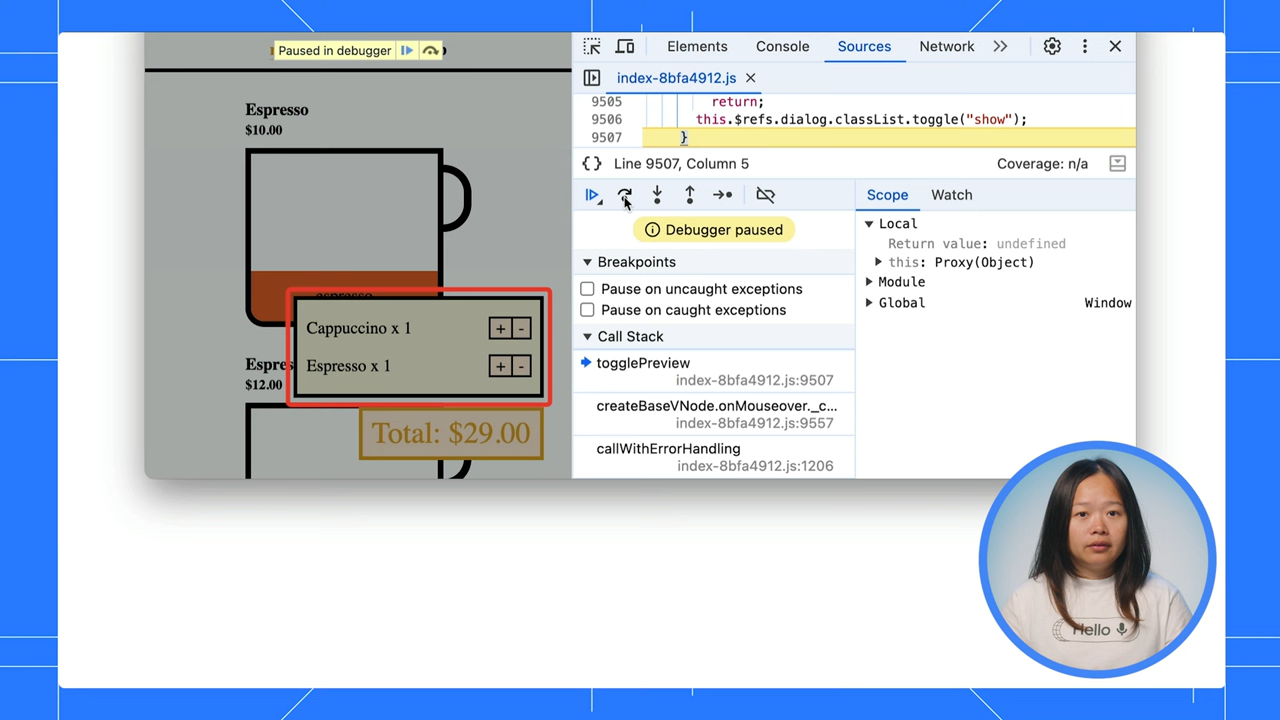 Paused in debugger
Espresso
$10.00
espresso
Cappuccino x 1
+ -
Espresso x 1
+ -
Espres
$12.00
Total: $29.00
Elements Console Sources Network
index-8bfa4912.js
9505 return;
9506 this.$refs.dialog.classList.toggle("show");
9507 }
{} Line 9507, Column 5 Coverage: n/a
Debugger paused
Breakpoints
Pause on uncaught exceptions
Pause on caught exceptions
Call Stack
togglePreview
index-8bfa4912.js:9507
createBaseVNode.onMouseover._c...
index-8bfa4912.js:9557
callWithErrorHandling
index-8bfa4912.js:1206
Scope Watch
Local
Return value: undefined
this: Proxy(Object)
Module
Global Window
Hello